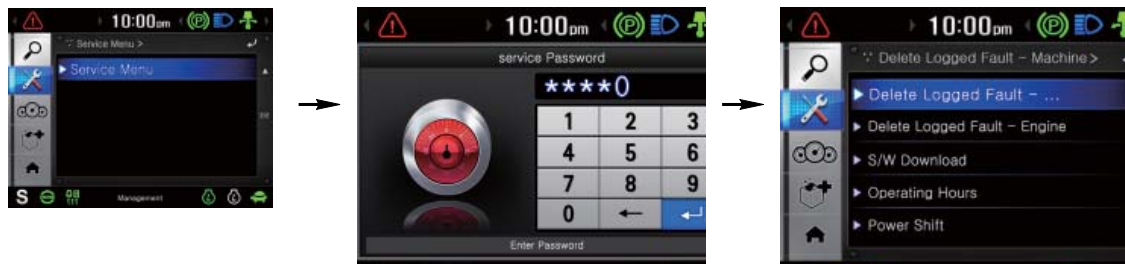 10:00pm
Service Menu >
Service Menu
S
Management
10:00pm
service Password
****0
1 2 3
4 5 6
7 8 9
0 ←
Enter Password
10:00pm
Delete Logged Fault - Machine >
Delete Logged Fault - ...
Delete Logged Fault - Engine
S/W Download
Operating Hours
Power Shift